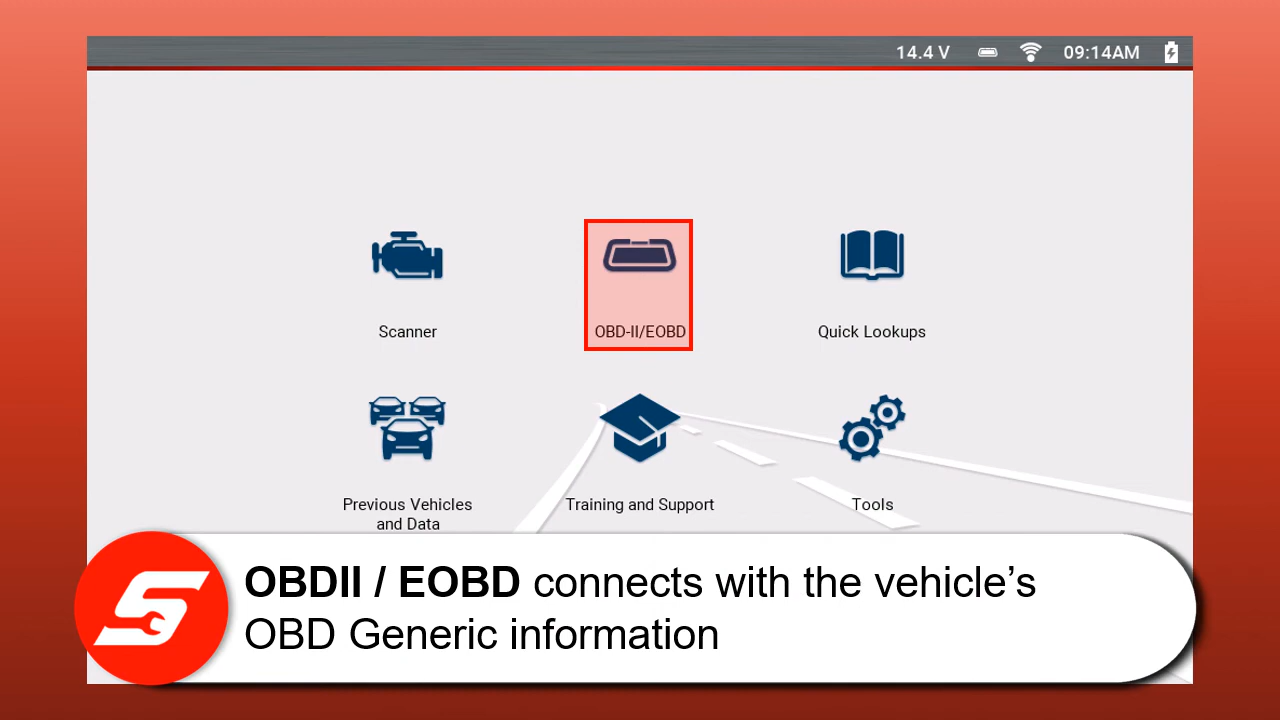 14.4 V 09:14AM
Scanner
OBD-II/EOBD
Quick Lookups
Previous Vehicles
and Data
Training and Support
Tools
OBDII / EOBD connects with the vehicle’s
OBD Generic information